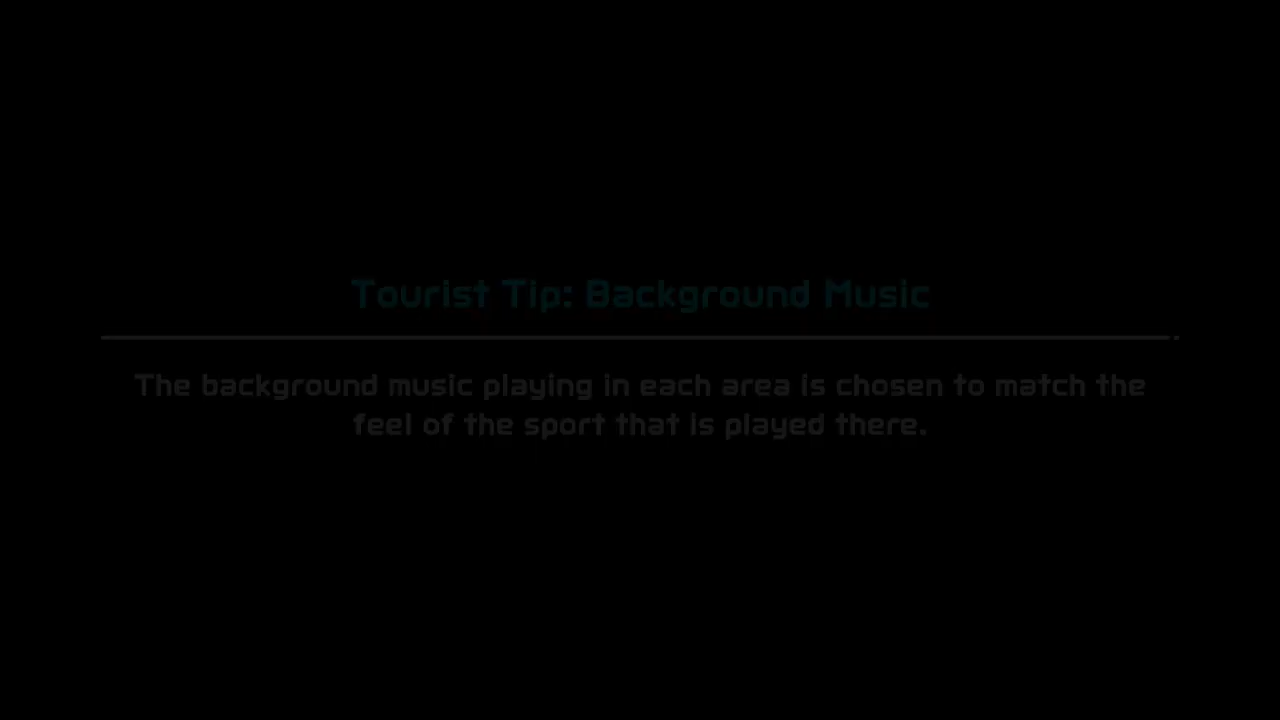 Tourist Tip: Background Music
The background music playing in each area is chosen to match the
feel of the sport that is played there.